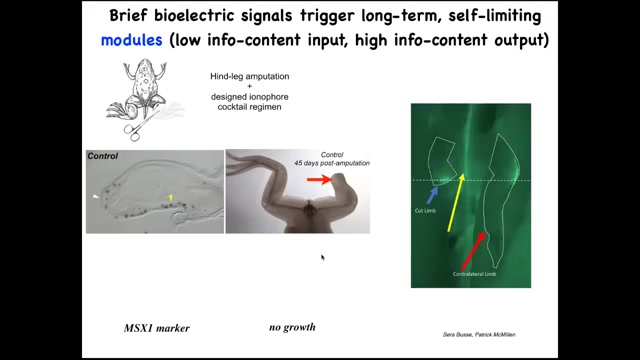 Brief bioelectric signals trigger long-term, self-limiting
modules (low info-content input, high info-content output)
Hind-leg amputation
+
designed ionophore
cocktail regimen
Control
Control
45 days post-amputation
Cut Limb
Contralateral Limb
MSX1 marker
no growth
Sera Busse, Patrick McMillen